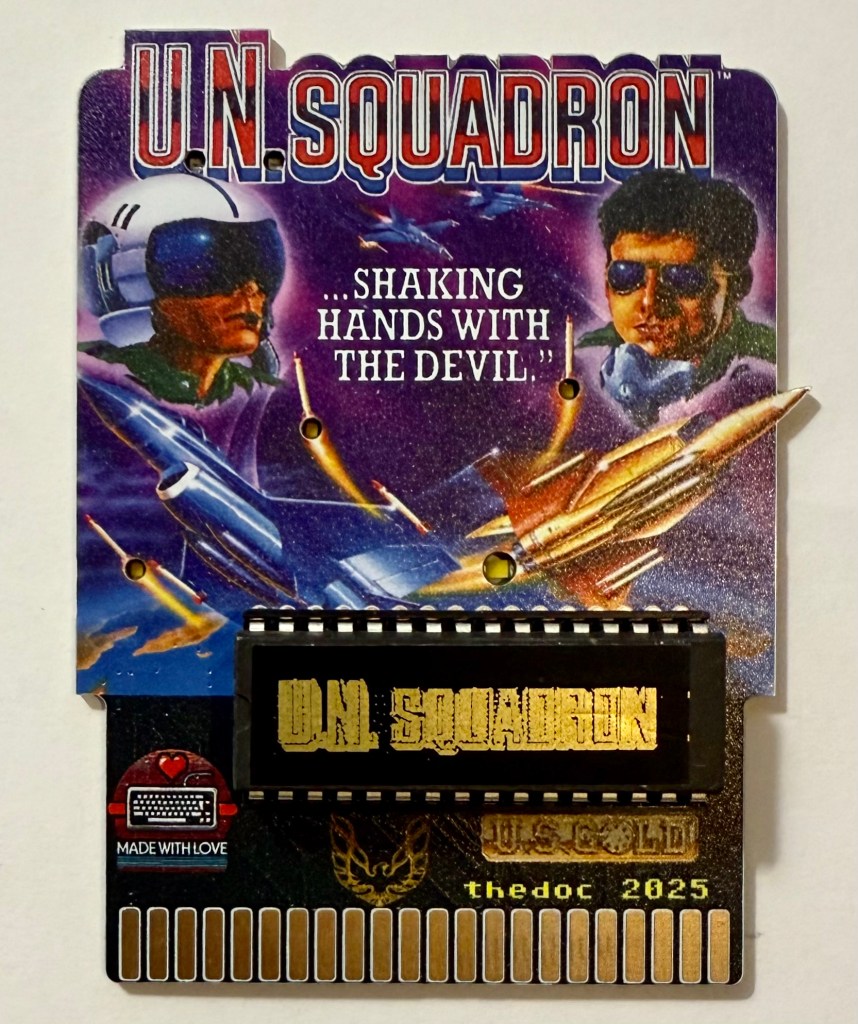 U.N. SQUADRON™
...SHAKING
HANDS WITH
THE DEVIL.”
U.N. SQUADRON
MADE WITH LOVE
U.S. GOLD
thedoc 2025